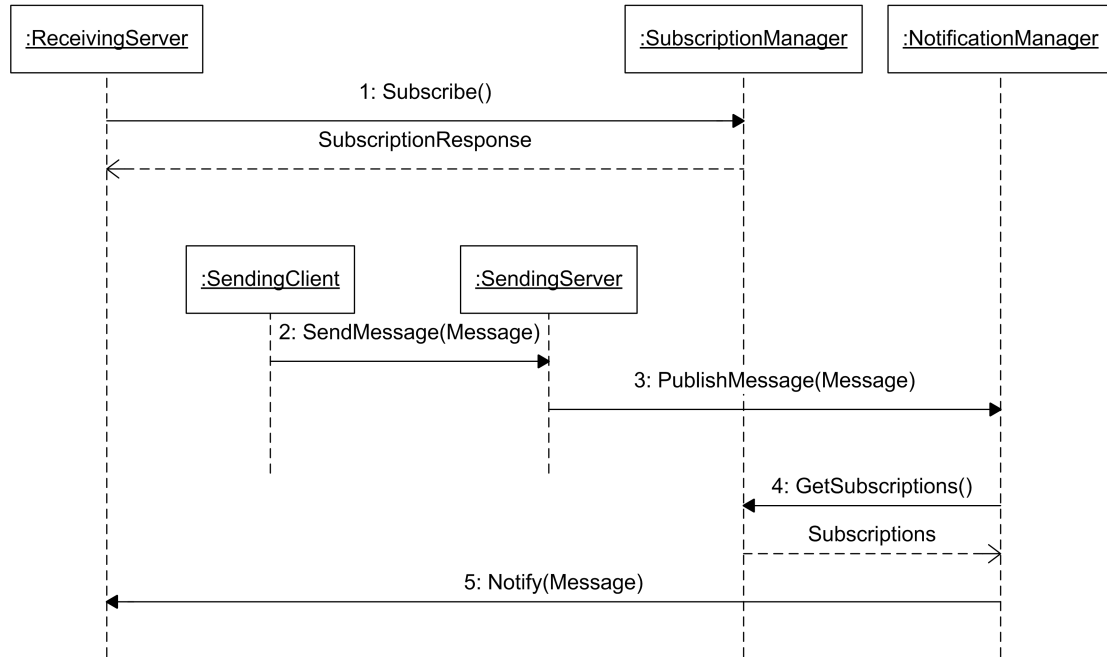 :ReceivingServer
:SubscriptionManager
:NotificationManager
1: Subscribe()
SubscriptionResponse
:SendingClient
:SendingServer
2: SendMessage(Message)
3: PublishMessage(Message)
4: GetSubscriptions()
Subscriptions
5: Notify(Message)